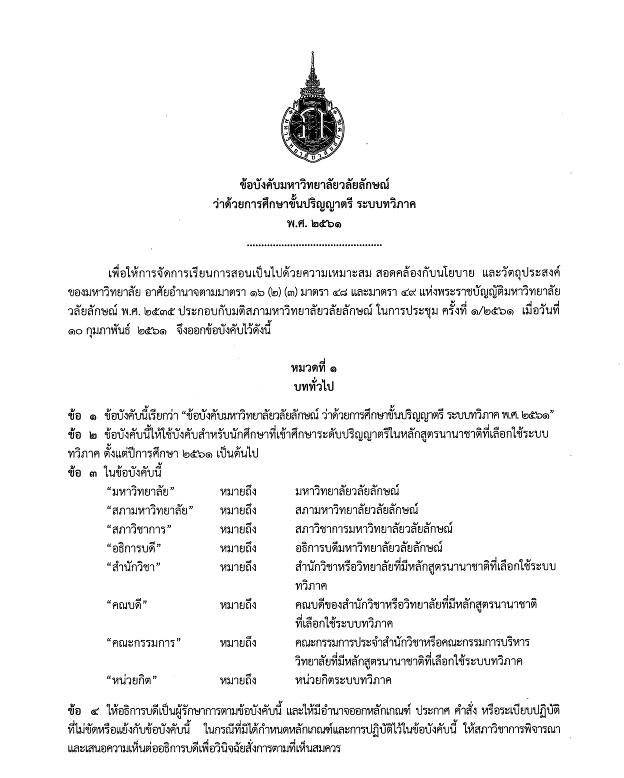 ข้อบังคับมหาวิทยาลัยวลัยลักษณ์
ว่าด้วยการศึกษาขั้นปริญญาตรี ระบบทวิภาค
พ.ศ. ๒๕๖๑
................................................
เพื่อให้การจัดการเรียนการสอนเป็นไปด้วยความเหมาะสม สอดคล้องกับนโยบาย และวัตถุประสงค์
ของมหาวิทยาลัย อาศัยอำนาจตามมาตรา ๑๖ (๒) (๓) มาตรา ๔๘ และมาตรา ๔๙ แห่งพระราชบัญญัติมหาวิทยาลัย
วลัยลักษณ์ พ.ศ. ๒๕๓๕ ประกอบกับมติสภามหาวิทยาลัยวลัยลักษณ์ ในการประชุม ครั้งที่ ๑/๒๕๖๑ เมื่อวันที่
๑๐ กุมภาพันธ์ ๒๕๖๑ จึงออกข้อบังคับไว้ดังนี้
หมวดที่ ๑
บททั่วไป
ข้อ ๑ ข้อบังคับนี้เรียกว่า “ข้อบังคับมหาวิทยาลัยวลัยลักษณ์ ว่าด้วยการศึกษาขั้นปริญญาตรี ระบบทวิภาค พ.ศ. ๒๕๖๑”
ข้อ ๒ ข้อบังคับนี้ให้ใช้บังคับสำหรับนักศึกษาที่เข้าศึกษาระดับปริญญาตรีในหลักสูตรนานาชาติที่เลือกใช้ระบบ
ทวิภาค ตั้งแต่ปีการศึกษา ๒๕๖๑ เป็นต้นไป
ข้อ ๓ ในข้อบังคับนี้
“มหาวิทยาลัย” หมายถึง มหาวิทยาลัยวลัยลักษณ์
“สภามหาวิทยาลัย” หมายถึง สภามหาวิทยาลัยวลัยลักษณ์
“สภาวิชาการ” หมายถึง สภาวิชาการมหาวิทยาลัยวลัยลักษณ์
“อธิการบดี” หมายถึง อธิการบดีมหาวิทยาลัยวลัยลักษณ์
“สำนักวิชา” หมายถึง สำนักวิชาหรือวิทยาลัยที่มีหลักสูตรนานาชาติที่เลือกใช้ระบบ
ทวิภาค
“คณบดี” หมายถึง คณบดีของสำนักวิชาหรือวิทยาลัยที่มีหลักสูตรนานาชาติ
ที่เลือกใช้ระบบทวิภาค
“คณะกรรมการ” หมายถึง คณะกรรมการประจำสำนักวิชาหรือคณะกรรมการบริหาร
วิทยาลัยที่มีหลักสูตรนานาชาติที่เลือกใช้ระบบทวิภาค
“หน่วยกิต” หมายถึง หน่วยกิตระบบทวิภาค
ข้อ ๔ ให้อธิการบดีเป็นผู้รักษาการตามข้อบังคับนี้ และให้มีอำนาจออกหลักเกณฑ์ ประกาศ คำสั่ง หรือระเบียบปฏิบัติ
ที่ไม่ขัดหรือแย้งกับข้อบังคับนี้ ในกรณีที่มิได้กำหนดหลักเกณฑ์และการปฏิบัติไว้ในข้อบังคับนี้ ให้สภาวิชาการพิจารณา
และเสนอความเห็นต่ออธิการบดีเพื่อวินิจฉัยสั่งการตามที่เห็นสมควร